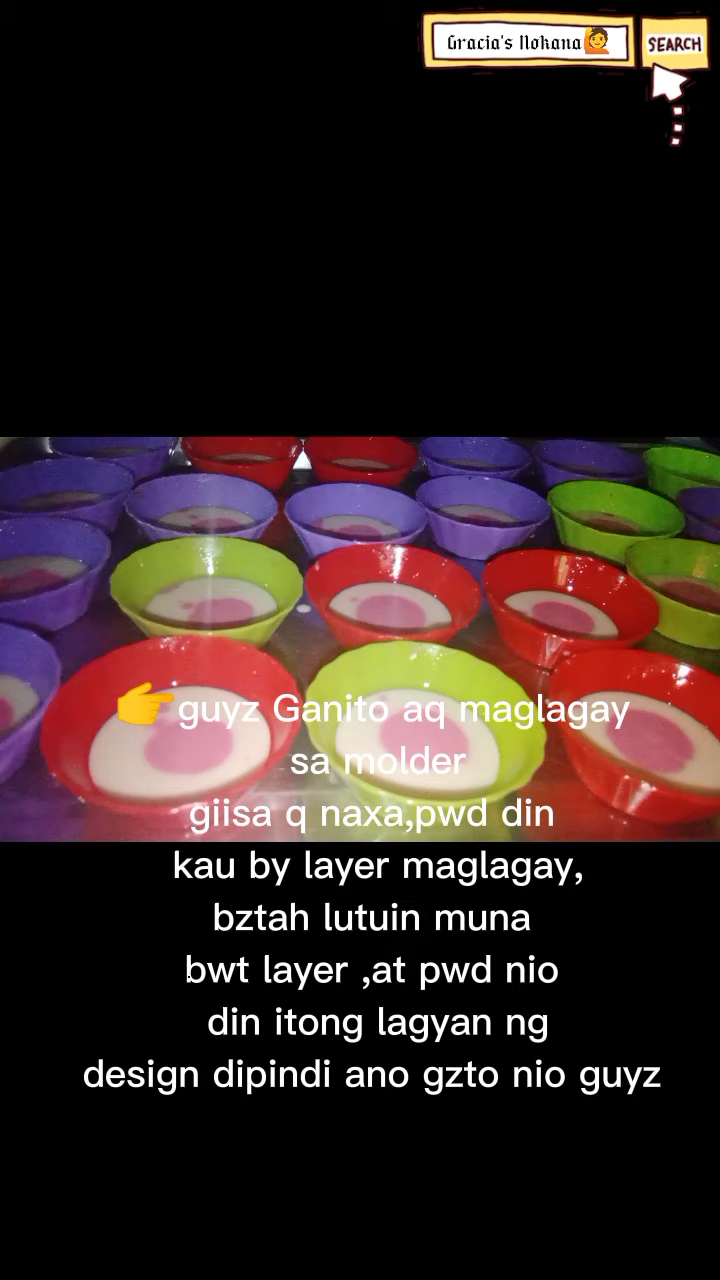 Gracia's Nokana
SEARCH
guyz Ganito aq maglagay
sa molder
giisa q naxa,pwd din
kau by layer maglagay,
bztah lutuin muna
bwt layer ,at pwd nio
din itong lagyan ng
design dipindi ano gzto nio guyz